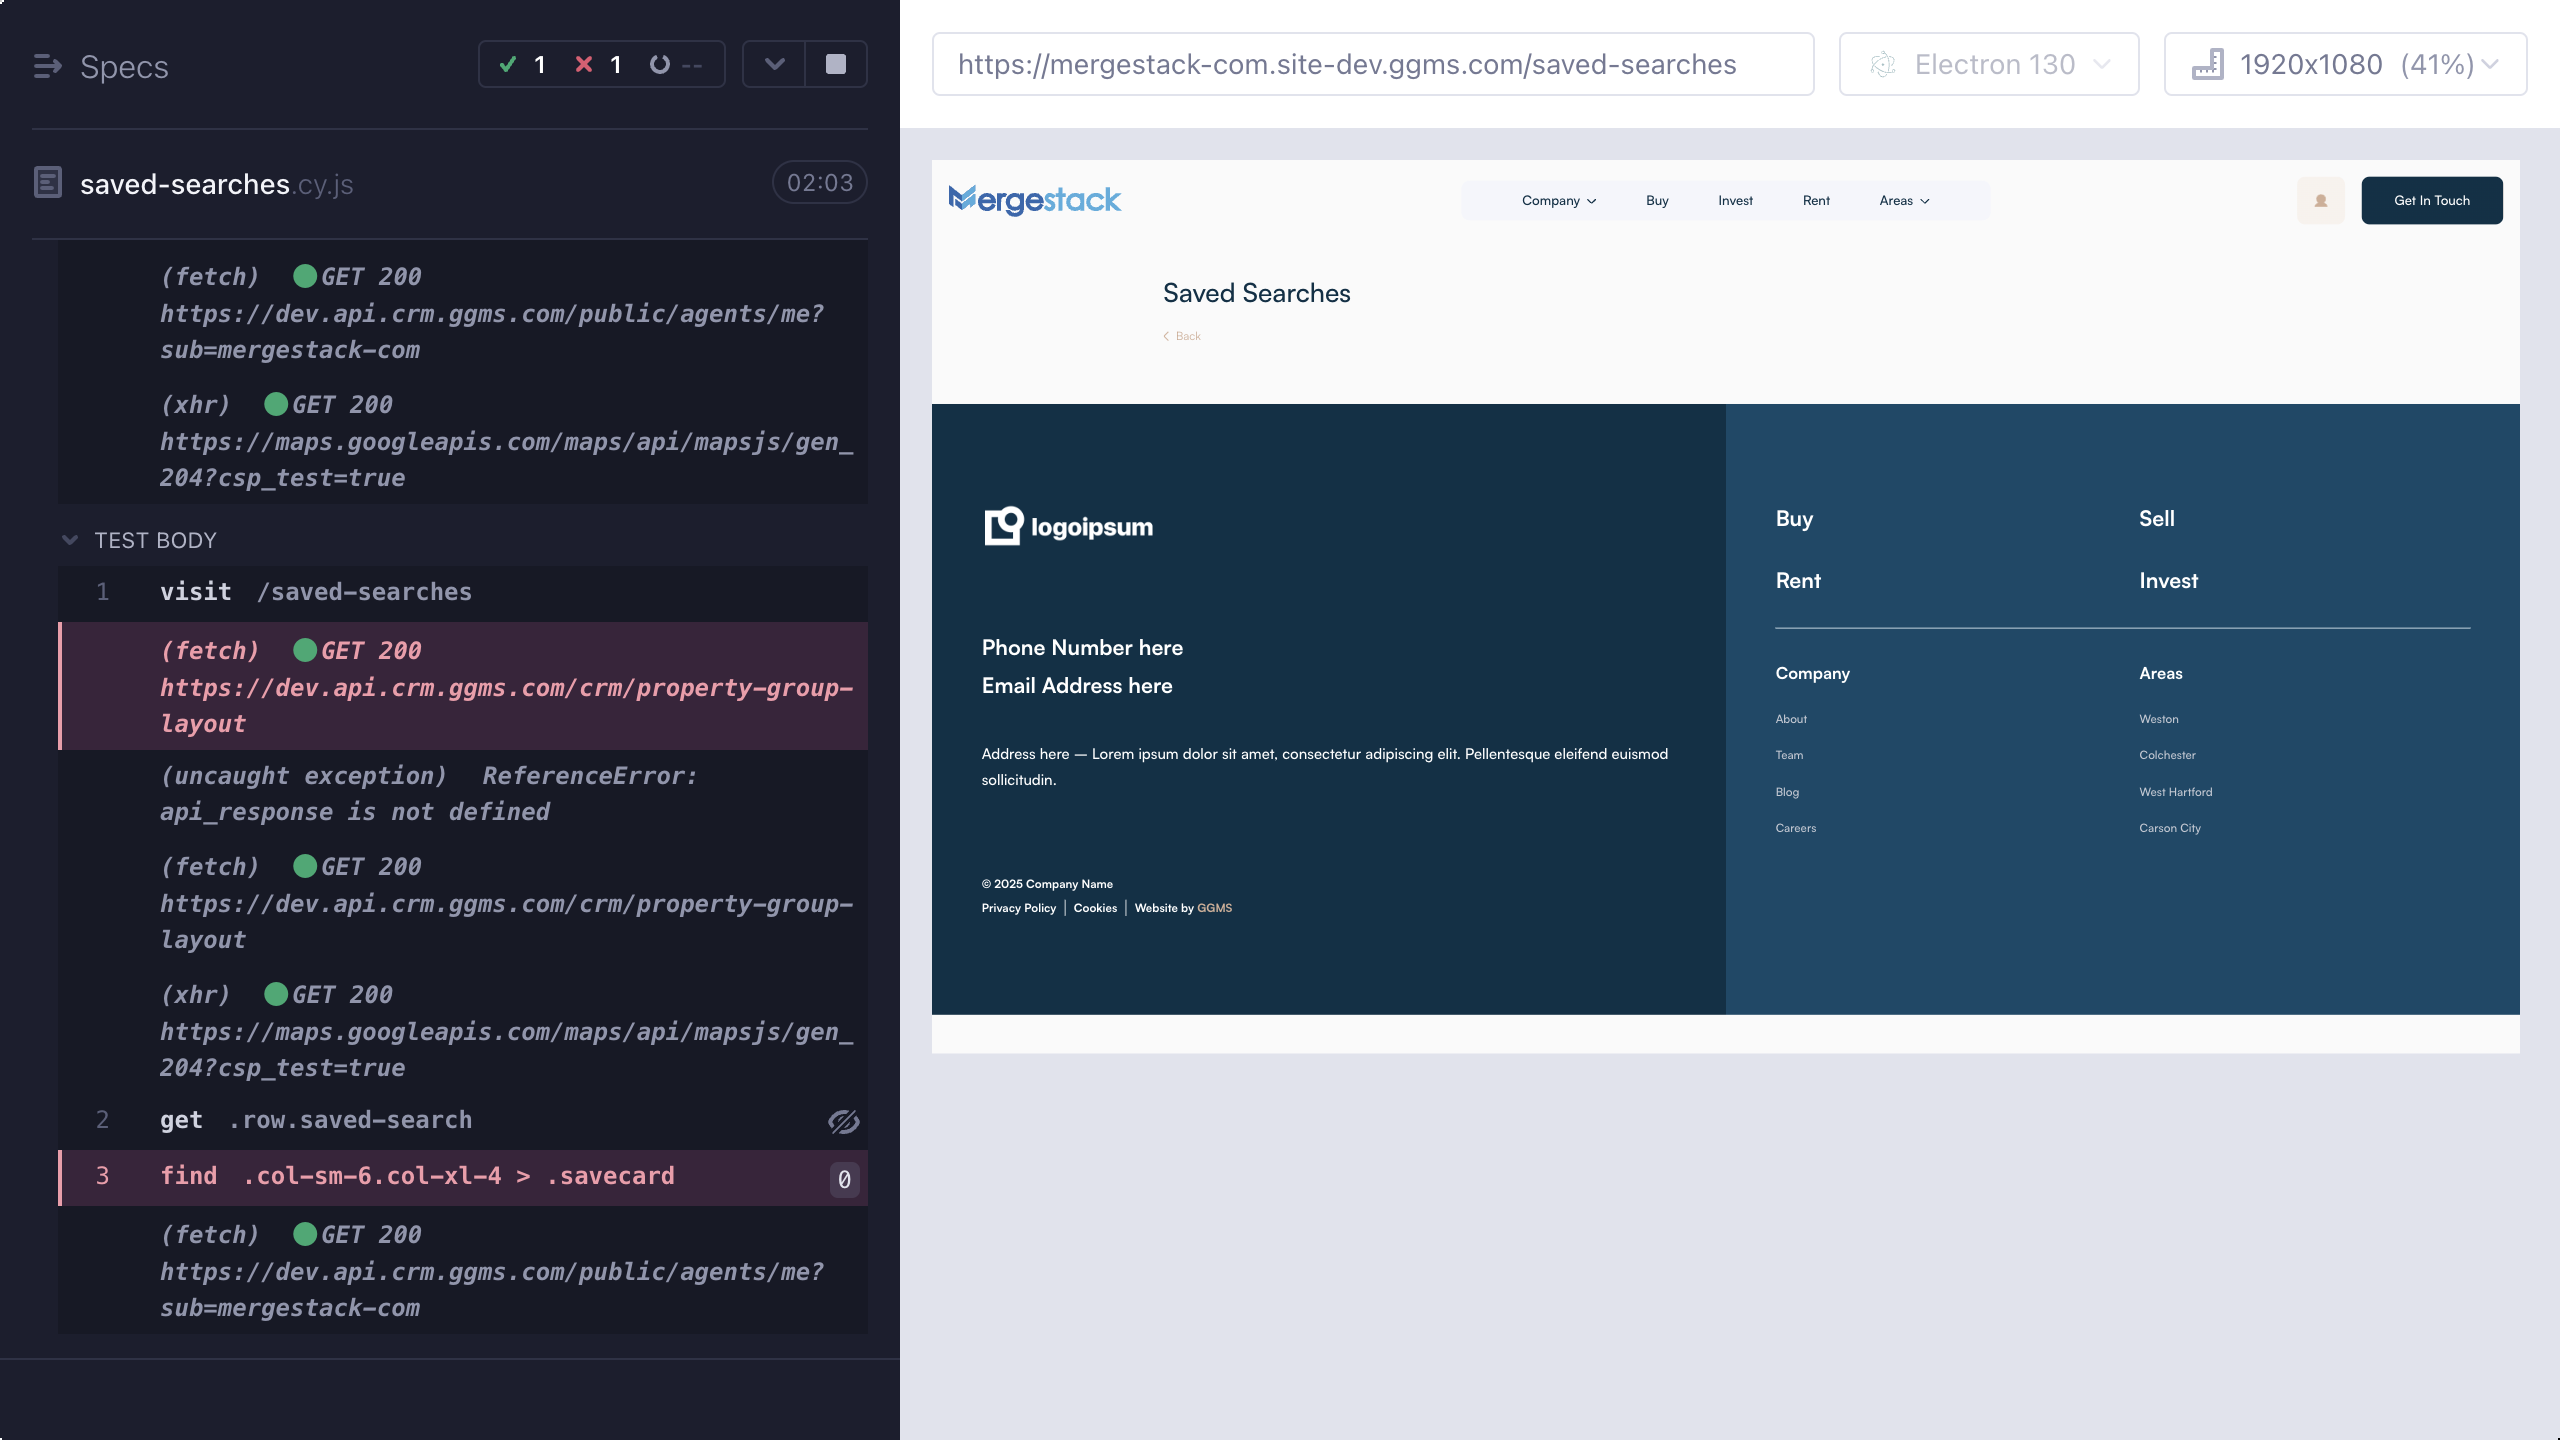 Specs
1
1
--
saved-searches.cy.js
02:03
(fetch) GET 200
https://dev.api.crm.ggms.com/public/agents/me?
sub=mergestack-com
(xhr) GET 200
https://maps.googleapis.com/maps/api/mapsjs/gen_
204?csp_test=true
TEST BODY
1 visit /saved-searches
(fetch) GET 200
https://dev.api.crm.ggms.com/crm/property-group-
layout
(uncaught exception) ReferenceError:
api_response is not defined
(fetch) GET 200
https://dev.api.crm.ggms.com/crm/property-group-
layout
(xhr) GET 200
https://maps.googleapis.com/maps/api/mapsjs/gen_
204?csp_test=true
2 get .row.saved-search
3 find .col-sm-6.col-xl-4 > .savecard 0
(fetch) GET 200
https://dev.api.crm.ggms.com/public/agents/me?
sub=mergestack-com
https://mergestack-com.site-dev.ggms.com/saved-searches
Electron 130
1920x1080 (41%)
Mergestack
Company Buy Invest Rent Areas
Get In Touch
Saved Searches
Back
logoipsum
Phone Number here
Email Address here
Address here — Lorem ipsum dolor sit amet, consectetur adipiscing elit. Pellentesque eleifend euismod
sollicitudin.
© 2025 Company Name
Privacy Policy | Cookies | Website by GGMS
Buy
Sell
Rent
Invest
Company
About
Team
Blog
Careers
Areas
Weston
Colchester
West Hartford
Carson City